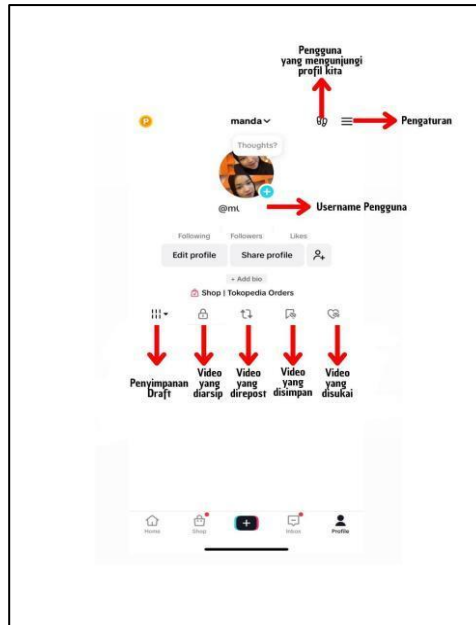 Pengguna
yang mengunjungi
profil kita
P
manda
Pengaturan
Thoughts?
@mi
Username Pengguna
Following Followers Likes
Edit profile Share profile
+ Add bio
Shop | Tokopedia Orders
Penyimpanan Draft
Video yang diarsip
Video yang direpost
Video yang disimpan
Video yang disukai
Home Shop Inbox Profile